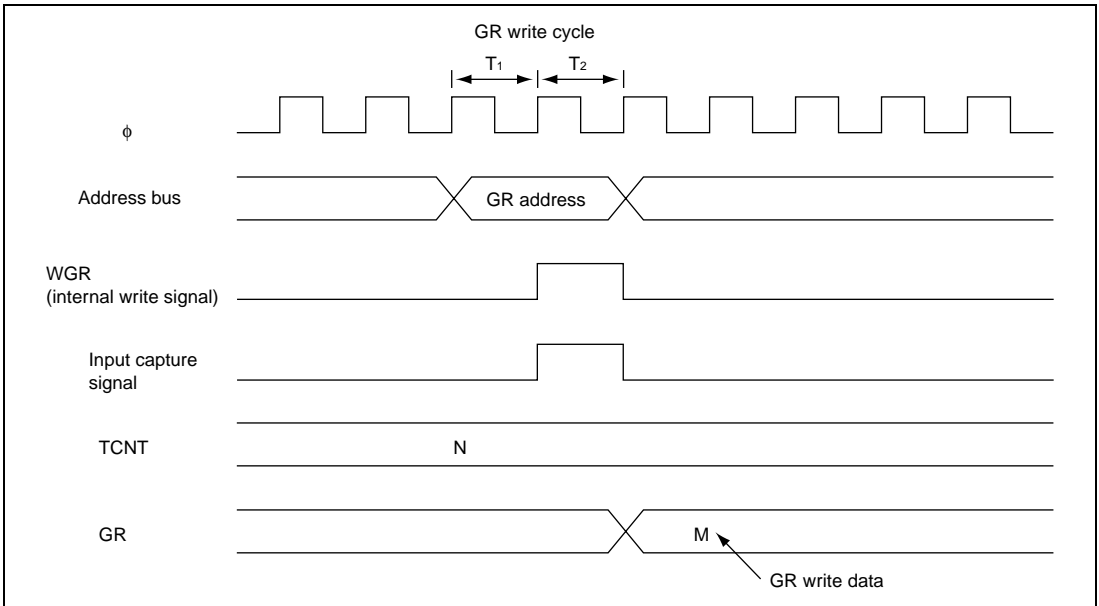 GR write cycle
T1 T2
ϕ
Address bus
GR address
WGR
(internal write signal)
Input capture
signal
TCNT
N
GR
M
GR write data